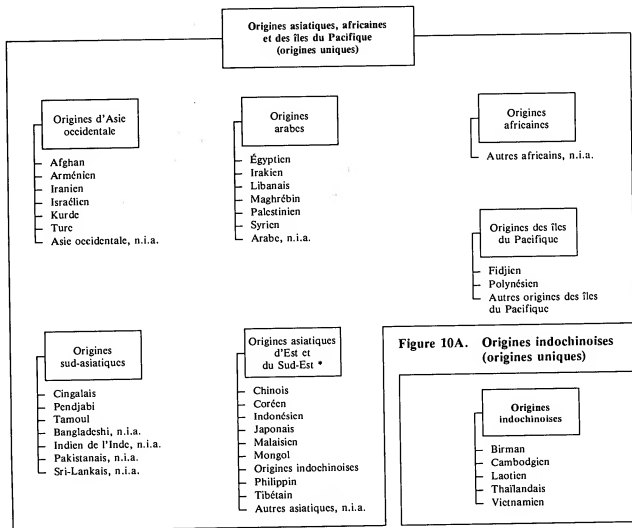 Origines asiatiques, africaines
et des îles du Pacifique
(origines uniques)
Origines d'Asie
occidentale
Afghan
Arménien
Iranien
Israélien
Kurde
Turc
Asie occidentale, n.i.a.
Origines
arabes
Égyptien
Irakien
Libanais
Maghrébin
Palestinien
Syrien
Arabe, n.i.a.
Origines
africaines
Autres africains, n.i.a.
Origines des îles
du Pacifique
Fidjien
Polynésien
Autres origines des îles
du Pacifique
Origines
sud-asiatiques
Cingalais
Pendjabi
Tamoul
Bangladeshi, n.i.a.
Indien de l'Inde, n.i.a.
Pakistanais, n.i.a.
Sri-Lankais, n.i.a.
Origines asiatiques
d'Est et
du Sud-Est *
Chinois
Coréen
Indonésien
Japonais
Malaisien
Mongol
Origines indochinoises
Philippin
Tibétain
Autres asiatiques, n.i.a.
Figure 10A. Origines indochinoises
(origines uniques)
Origines
indochinoises
Birman
Cambodgien
Laotien
Thaïlandais
Vietnamien